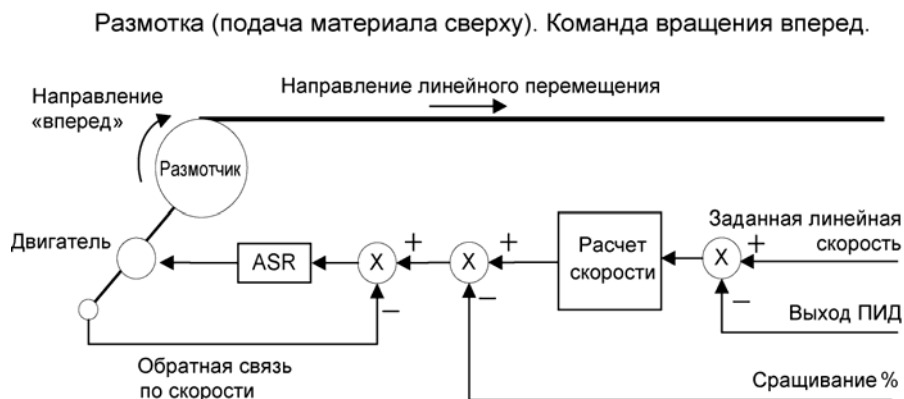 Размотка (подача материала сверху). Команда вращения вперед.
Направление
«вперед»
Направление линейного перемещения
Размотчик
Двигатель
ASR
X
+
–
X
+
–
Расчет
скорости
X
+
–
Заданная линейная
скорость
Выход ПИД
Обратная связь
по скорости
Сращивание %